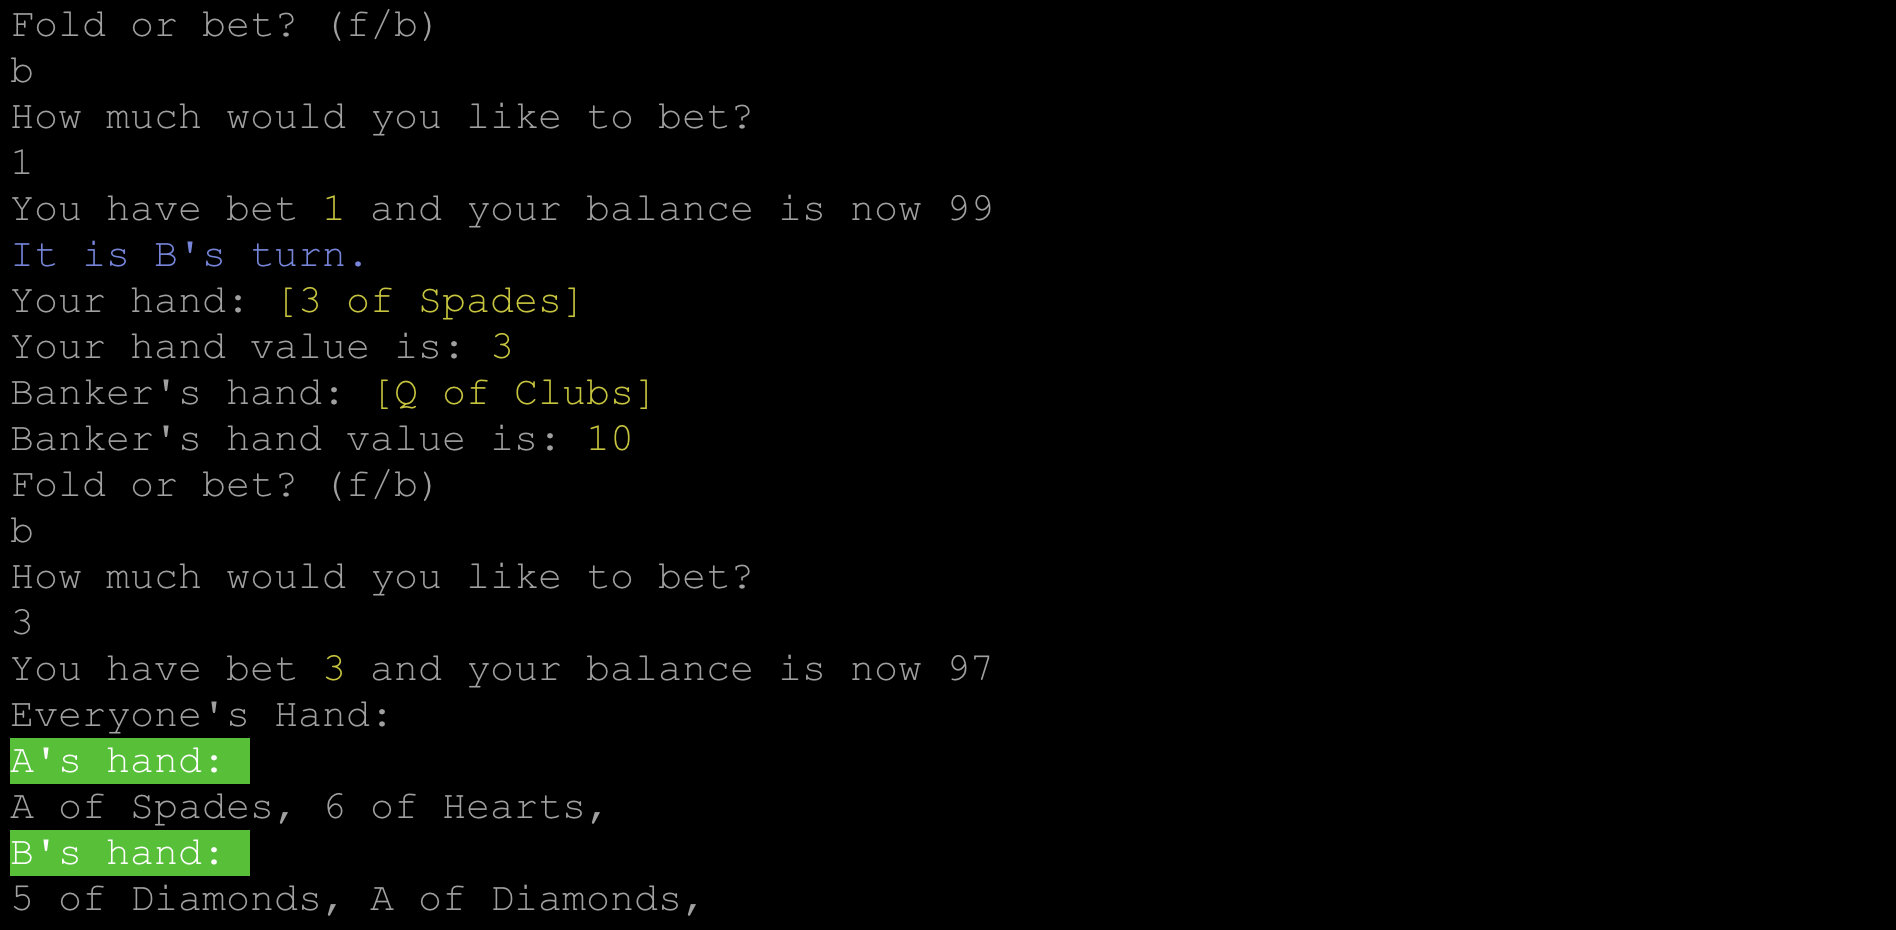 Fold or bet? (f/b)
b
How much would you like to bet?
1
You have bet 1 and your balance is now 99
It is B's turn.
Your hand: [3 of Spades]
Your hand value is: 3
Banker's hand: [Q of Clubs]
Banker's hand value is: 10
Fold or bet? (f/b)
b
How much would you like to bet?
3
You have bet 3 and your balance is now 97
Everyone's Hand:
A's hand:
A of Spades, 6 of Hearts,
B's hand:
5 of Diamonds, A of Diamonds,